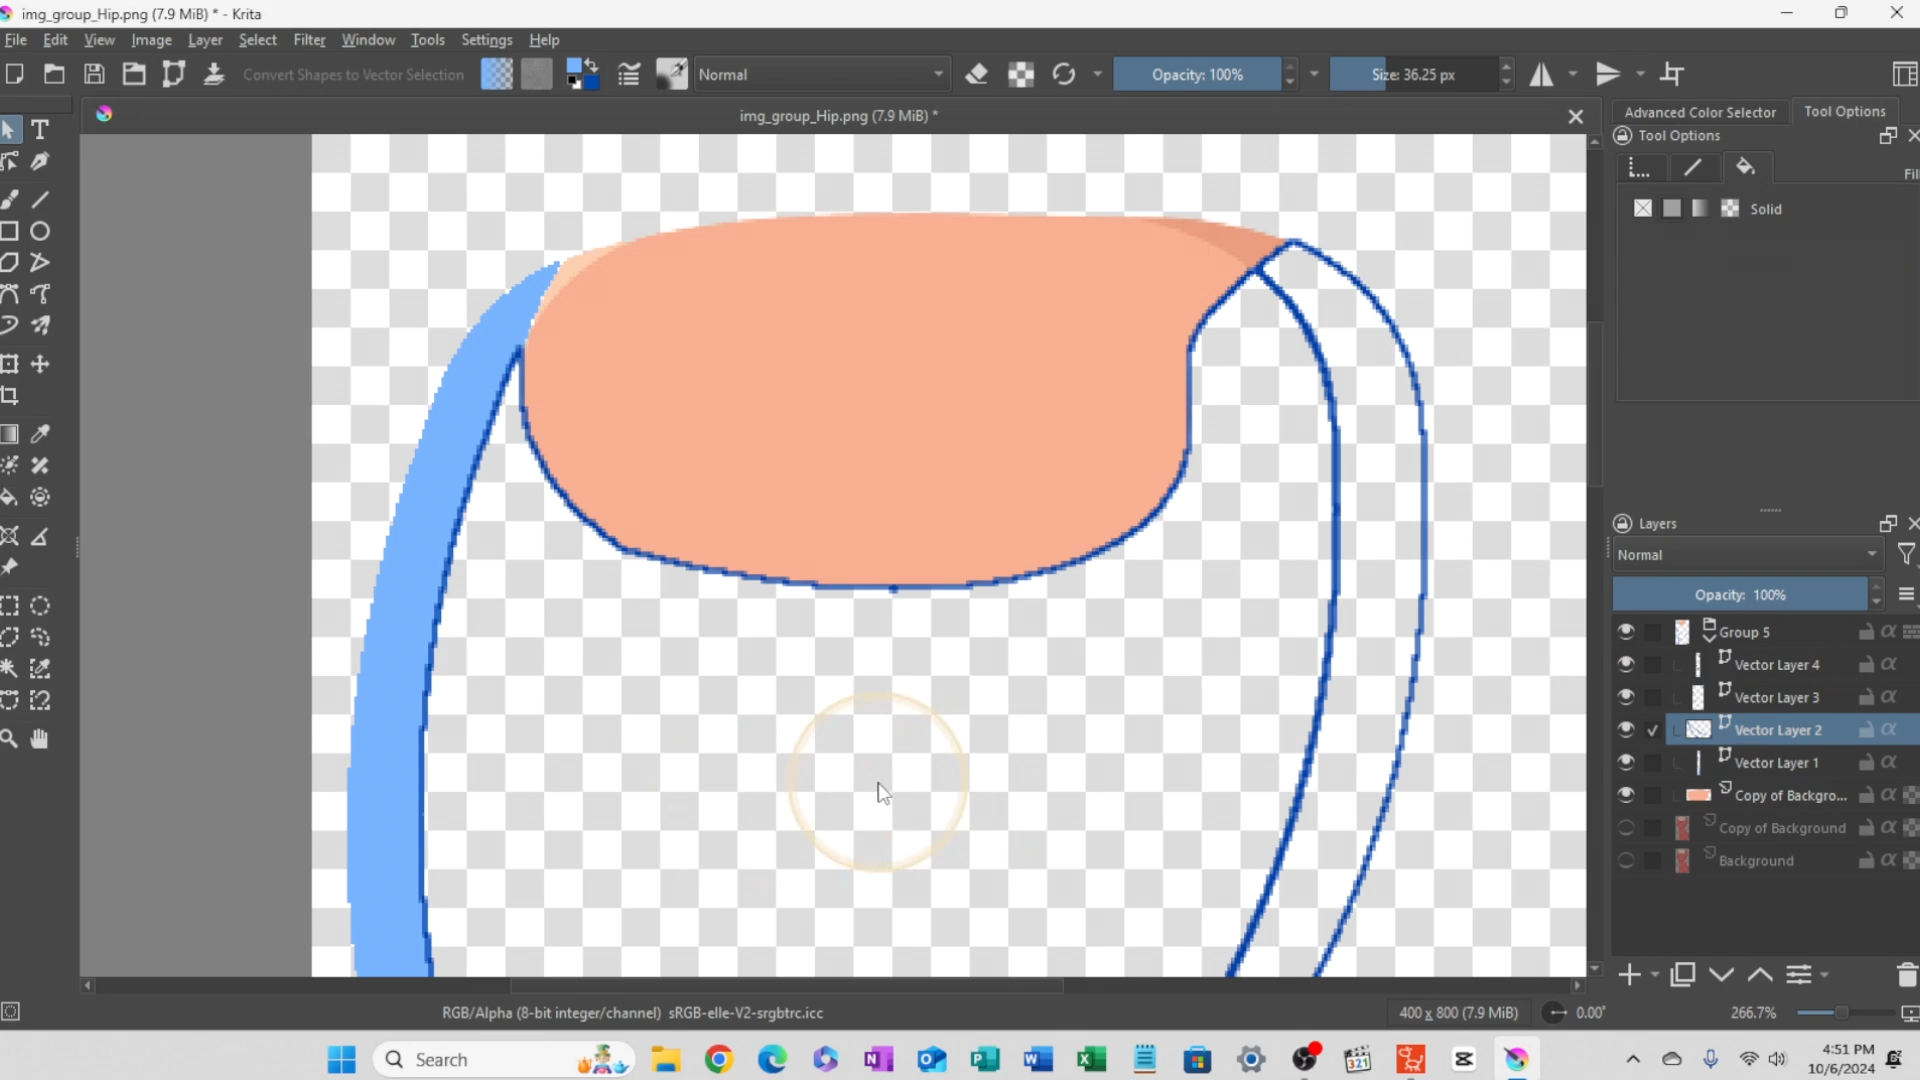 img_group_Hip.png (7.9 MiB) * - Krita
File Edit View Image Layer Select Filter Window Tools Settings Help
Convert Shapes to Vector Selection Normal Opacity: 100% Size: 36.25 px
img_group_Hip.png (7.9 MiB) *
Advanced Color Selector Tool Options
Tool Options
Fill
Solid
Layers
Normal
Opacity: 100%
Group 5
Vector Layer 4
Vector Layer 3
Vector Layer 2
Vector Layer 1
Copy of Backgro...
Copy of Background
Background
RGB/Alpha (8-bit integer/channel) sRGB-elle-V2-srgbtrc.icc 400 x 800 (7.9 MiB) 0.00° 266.7%
Search
4:51 PM
10/6/2024